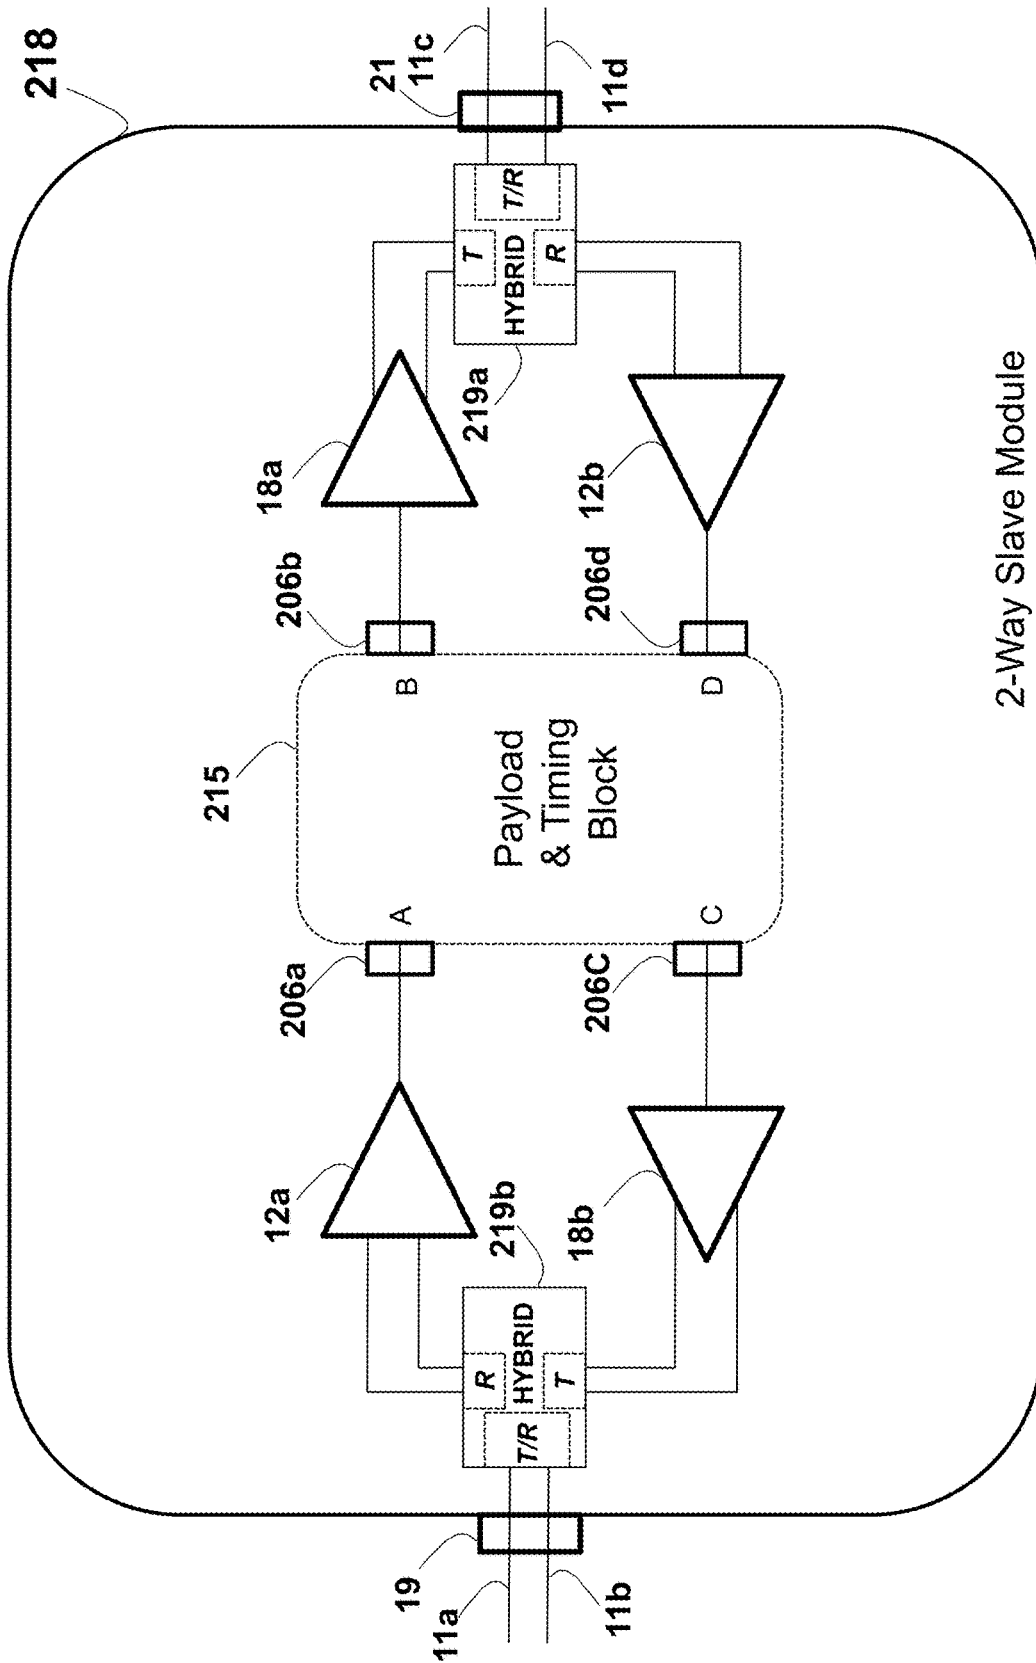 218
21
11c
11d
T/R
T
HYBRID
R
219a
18a
12b
206b
206d
215
B
D
Payload
& Timing
Block
A
C
206a
206C
12a
18b
219b
R
HYBRID
T
T/R
19
11a
11b
2-Way Slave Module